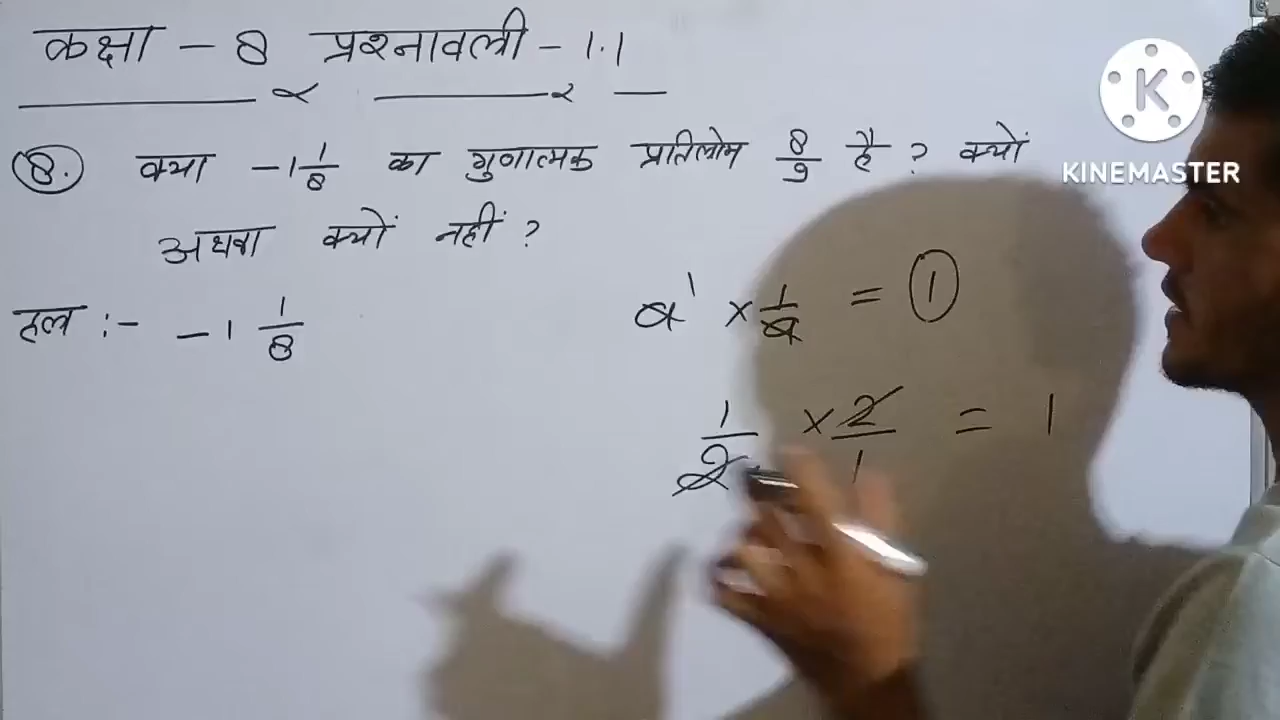 कक्षा - 8 प्रश्नावली - 1.1
8. क्या -1 1/8 का गुणात्मक प्रतिलोम 8/9 है ? क्यों
अथवा क्यों नहीं ?
हल :- -1 1/8
a¹ × 1/a = 1
1/2 × 2/1 = 1
K
KINEMASTER